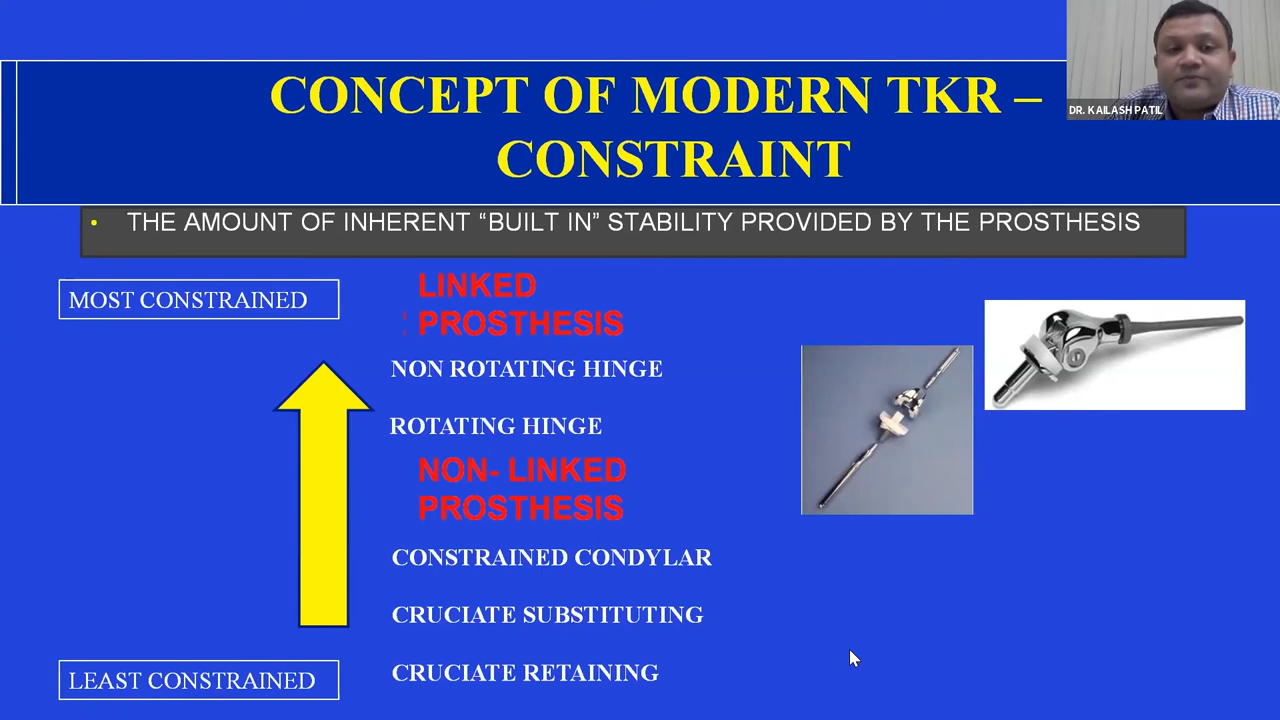 CONCEPT OF MODERN TKR –
CONSTRAINT
DR. KAILASH PATIL
• THE AMOUNT OF INHERENT “BUILT IN” STABILITY PROVIDED BY THE PROSTHESIS
MOST CONSTRAINED
LINKED
: PROSTHESIS
NON ROTATING HINGE
ROTATING HINGE
NON- LINKED
PROSTHESIS
CONSTRAINED CONDYLAR
CRUCIATE SUBSTITUTING
CRUCIATE RETAINING
LEAST CONSTRAINED